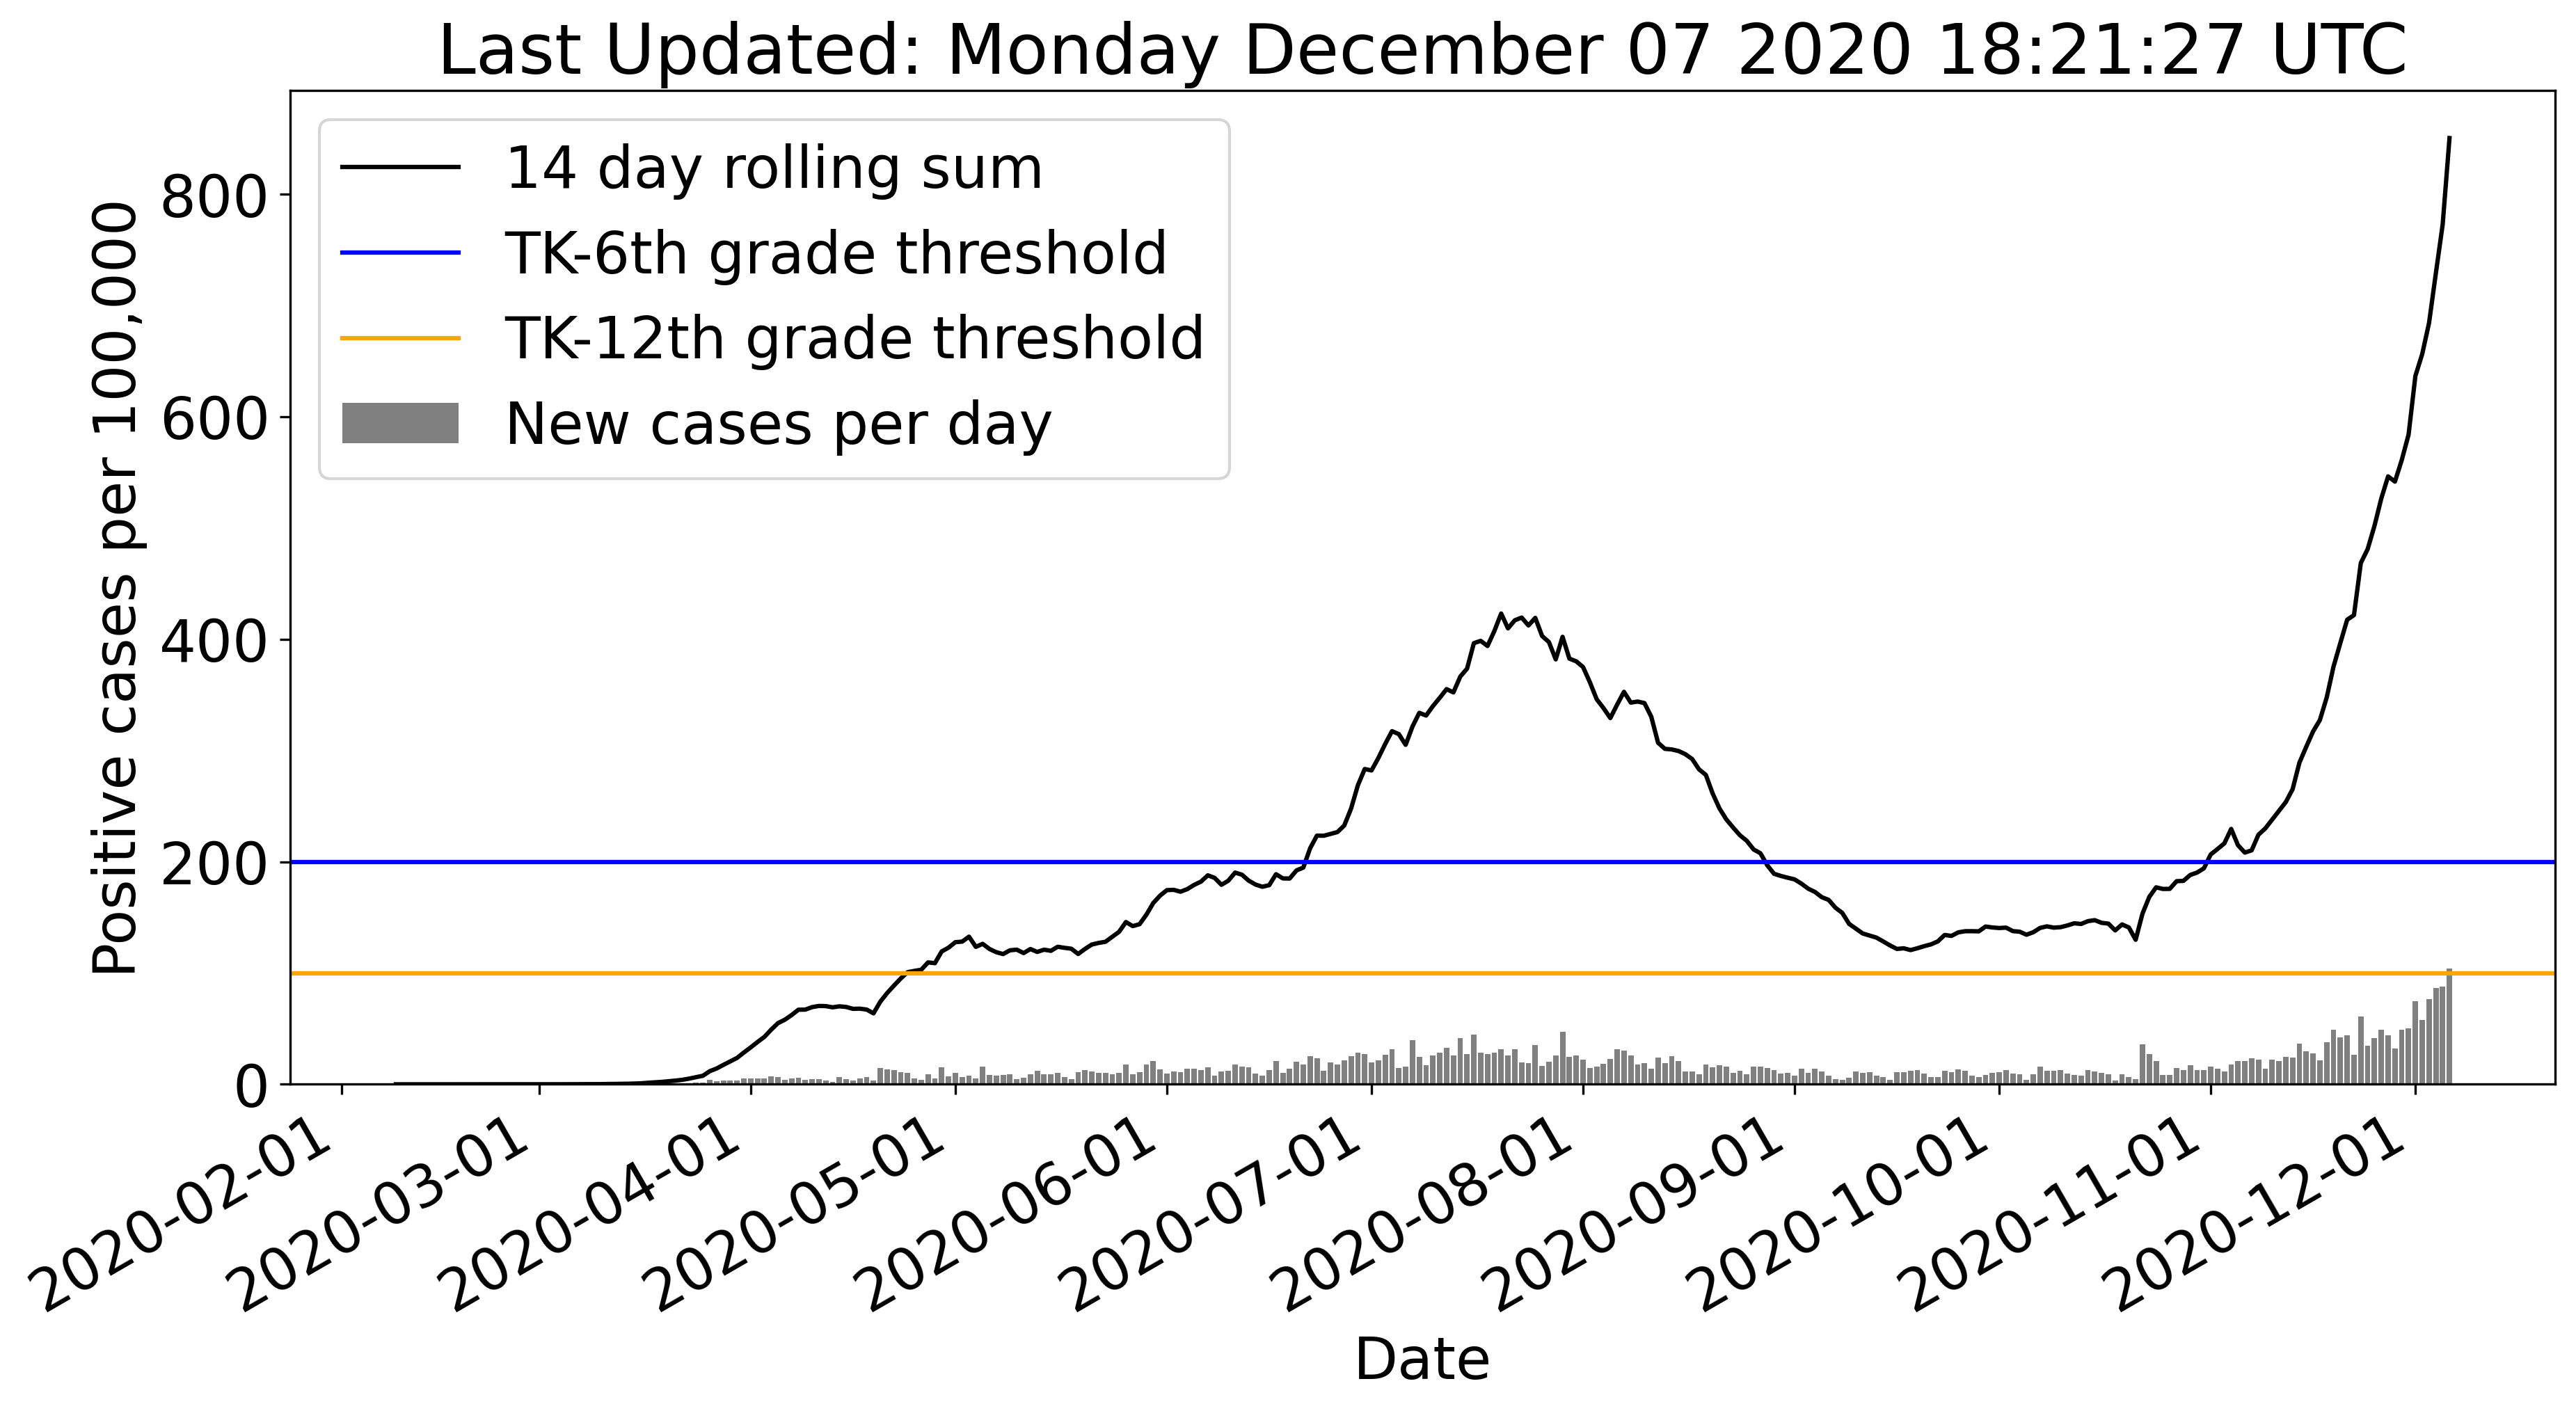 Last Updated: Monday December 07 2020 18:21:27 UTC
14 day rolling sum
TK-6th grade threshold
TK-12th grade threshold
New cases per day
Positive cases per 100,000
800
600
400
200
0
2020-02-01
2020-03-01
2020-04-01
2020-05-01
2020-06-01
2020-07-01
2020-08-01
2020-09-01
2020-10-01
2020-11-01
2020-12-01
Date